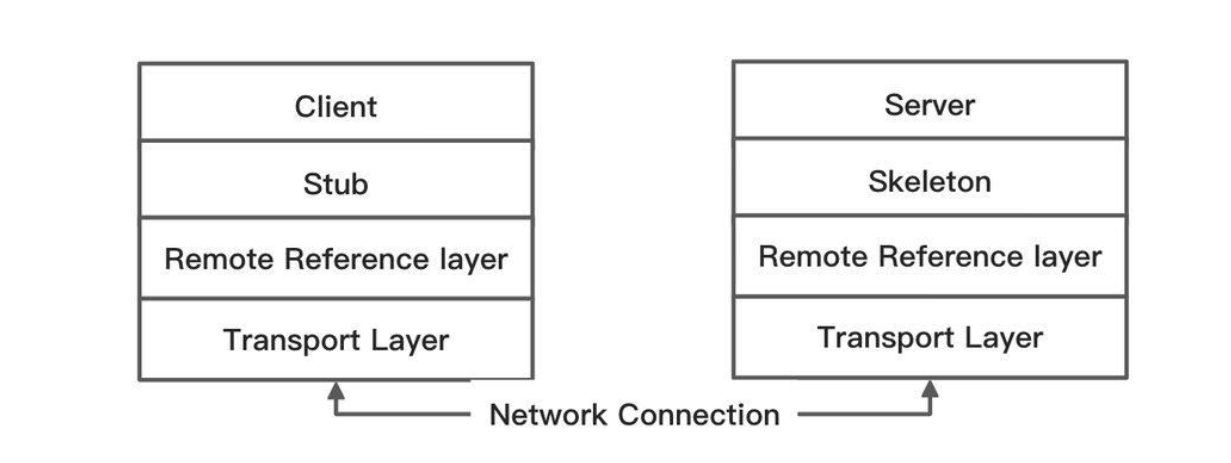 Client
Stub
Remote Reference layer
Transport Layer
Server
Skeleton
Remote Reference layer
Transport Layer
Network Connection